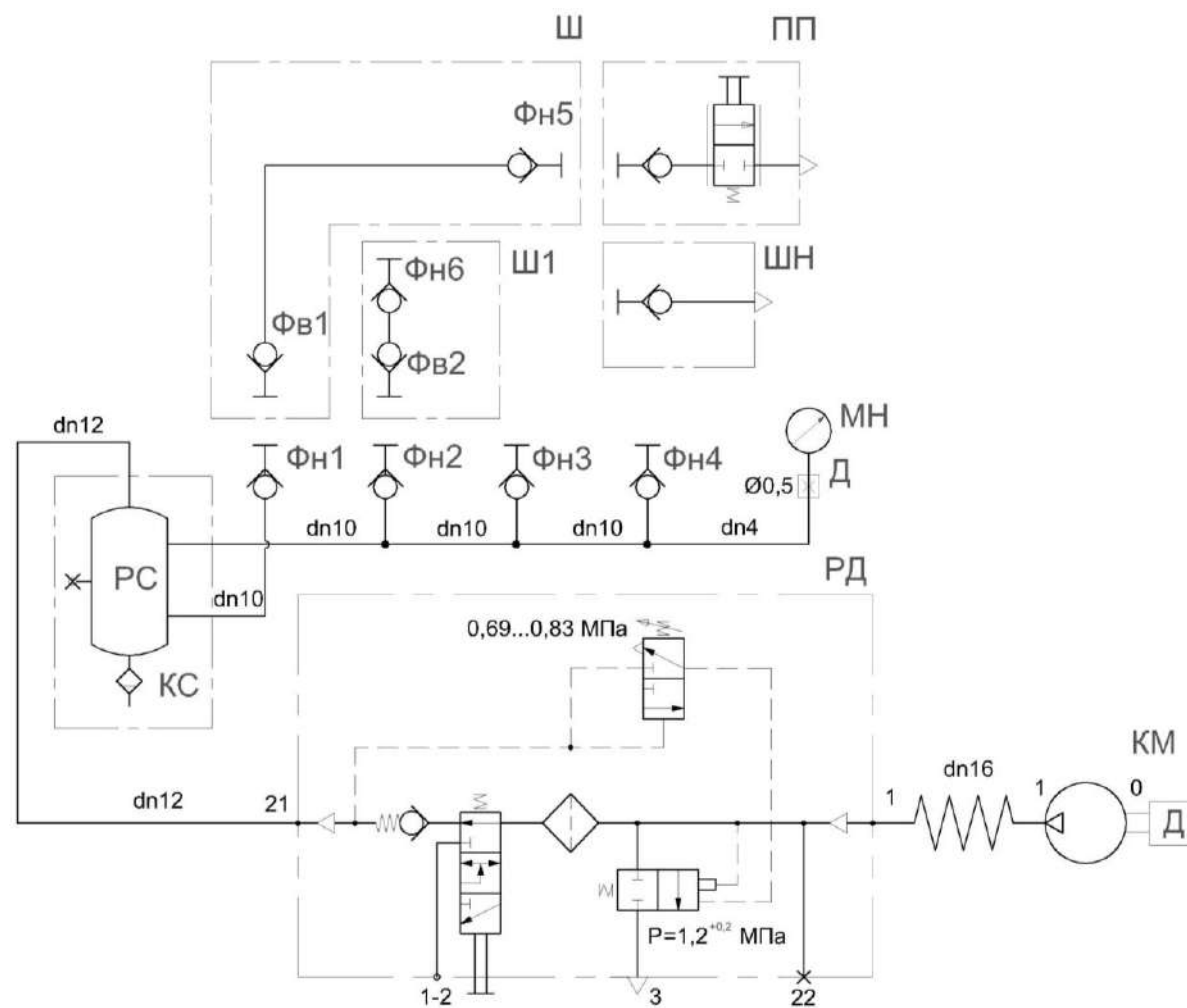 Ш
ПП
Фн5
Ш1
ШН
Фн6
Фв1
Фв2
dn12
МН
Фн1
Фн2
Фн3
Фн4
Д
Ø0,5
dn10
dn10
dn10
dn4
РС
dn10
РД
0,69...0,83 МПа
КС
КМ
dn16
dn12
21
1
1
0
Д
P=1,2⁺⁰,² МПа
1-2
3
22